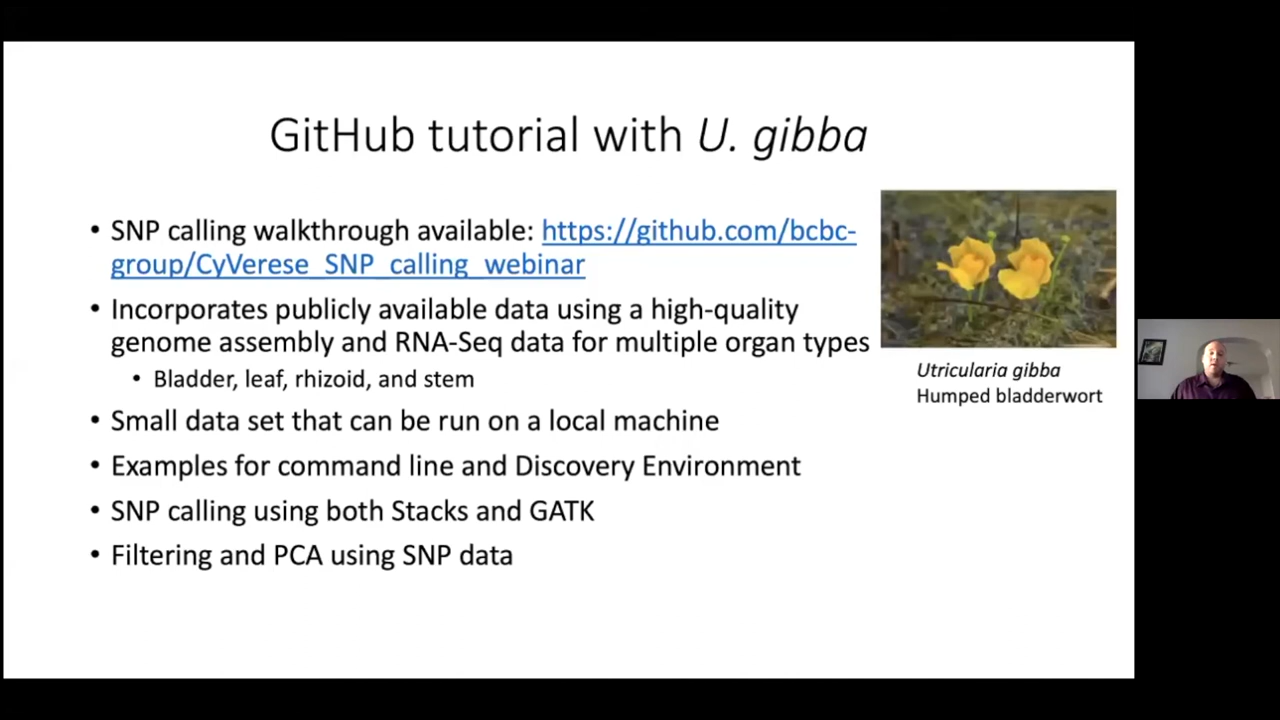 GitHub tutorial with U. gibba
• SNP calling walkthrough available: https://github.com/bcbc-
group/CyVerese_SNP_calling_webinar
• Incorporates publicly available data using a high-quality
genome assembly and RNA-Seq data for multiple organ types
• Bladder, leaf, rhizoid, and stem
• Small data set that can be run on a local machine
• Examples for command line and Discovery Environment
• SNP calling using both Stacks and GATK
• Filtering and PCA using SNP data
Utricularia gibba
Humped bladderwort